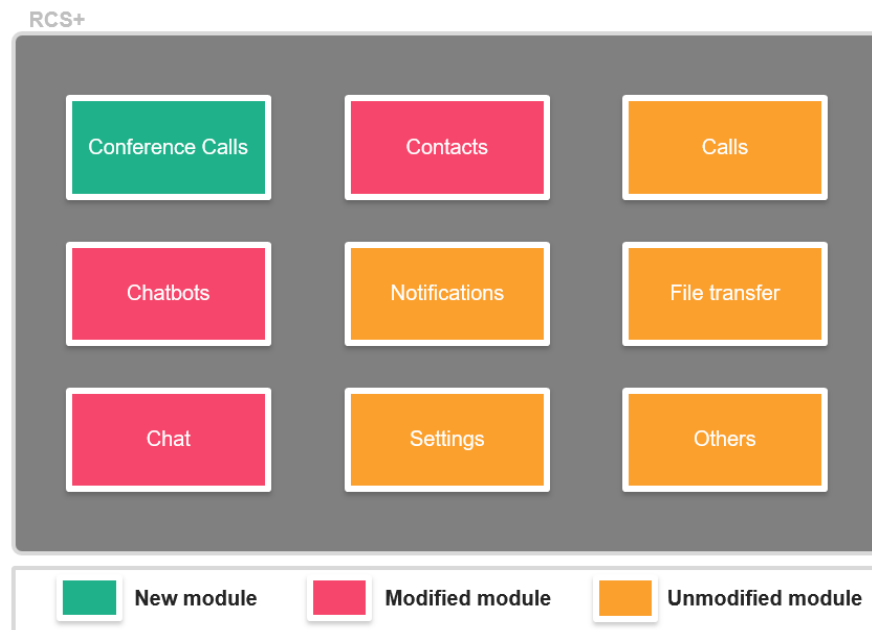 RCS+
Conference Calls
Contacts
Calls
Chatbots
Notifications
File transfer
Chat
Settings
Others
New module
Modified module
Unmodified module